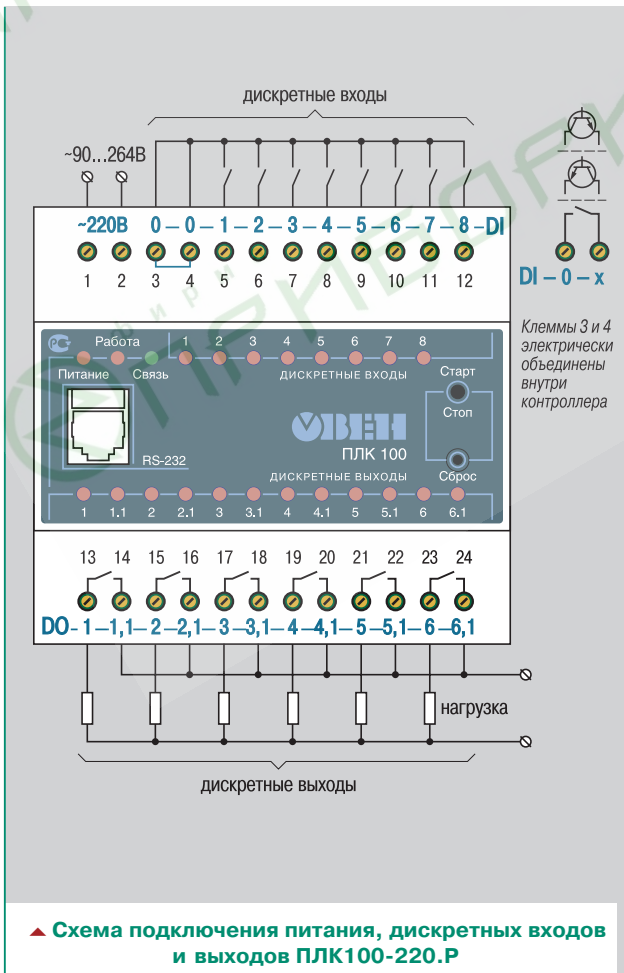 дискретные входы
~90...264В
~220В 0 – 0 – 1 – 2 – 3 – 4 – 5 – 6 – 7 – 8 – DI
1 2 3 4 5 6 7 8 9 10 11 12
DI – 0 – x
Клеммы 3 и 4
электрически
объединены
внутри
контроллера
РС
Работа 1 2 3 4 5 6 7 8
Питание Связь ДИСКРЕТНЫЕ ВХОДЫ Старт
Стоп
ОВЕН
ПЛК 100
RS-232
ДИСКРЕТНЫЕ ВЫХОДЫ Сброс
1 1.1 2 2.1 3 3.1 4 4.1 5 5.1 6 6.1
13 14 15 16 17 18 19 20 21 22 23 24
DO- 1 –1,1– 2 –2,1– 3 –3,1– 4 –4,1– 5 –5,1– 6 –6,1
нагрузка
дискретные выходы
Схема подключения питания, дискретных входов
и выходов ПЛК100-220.Р
фирма
ПРИБОРИ